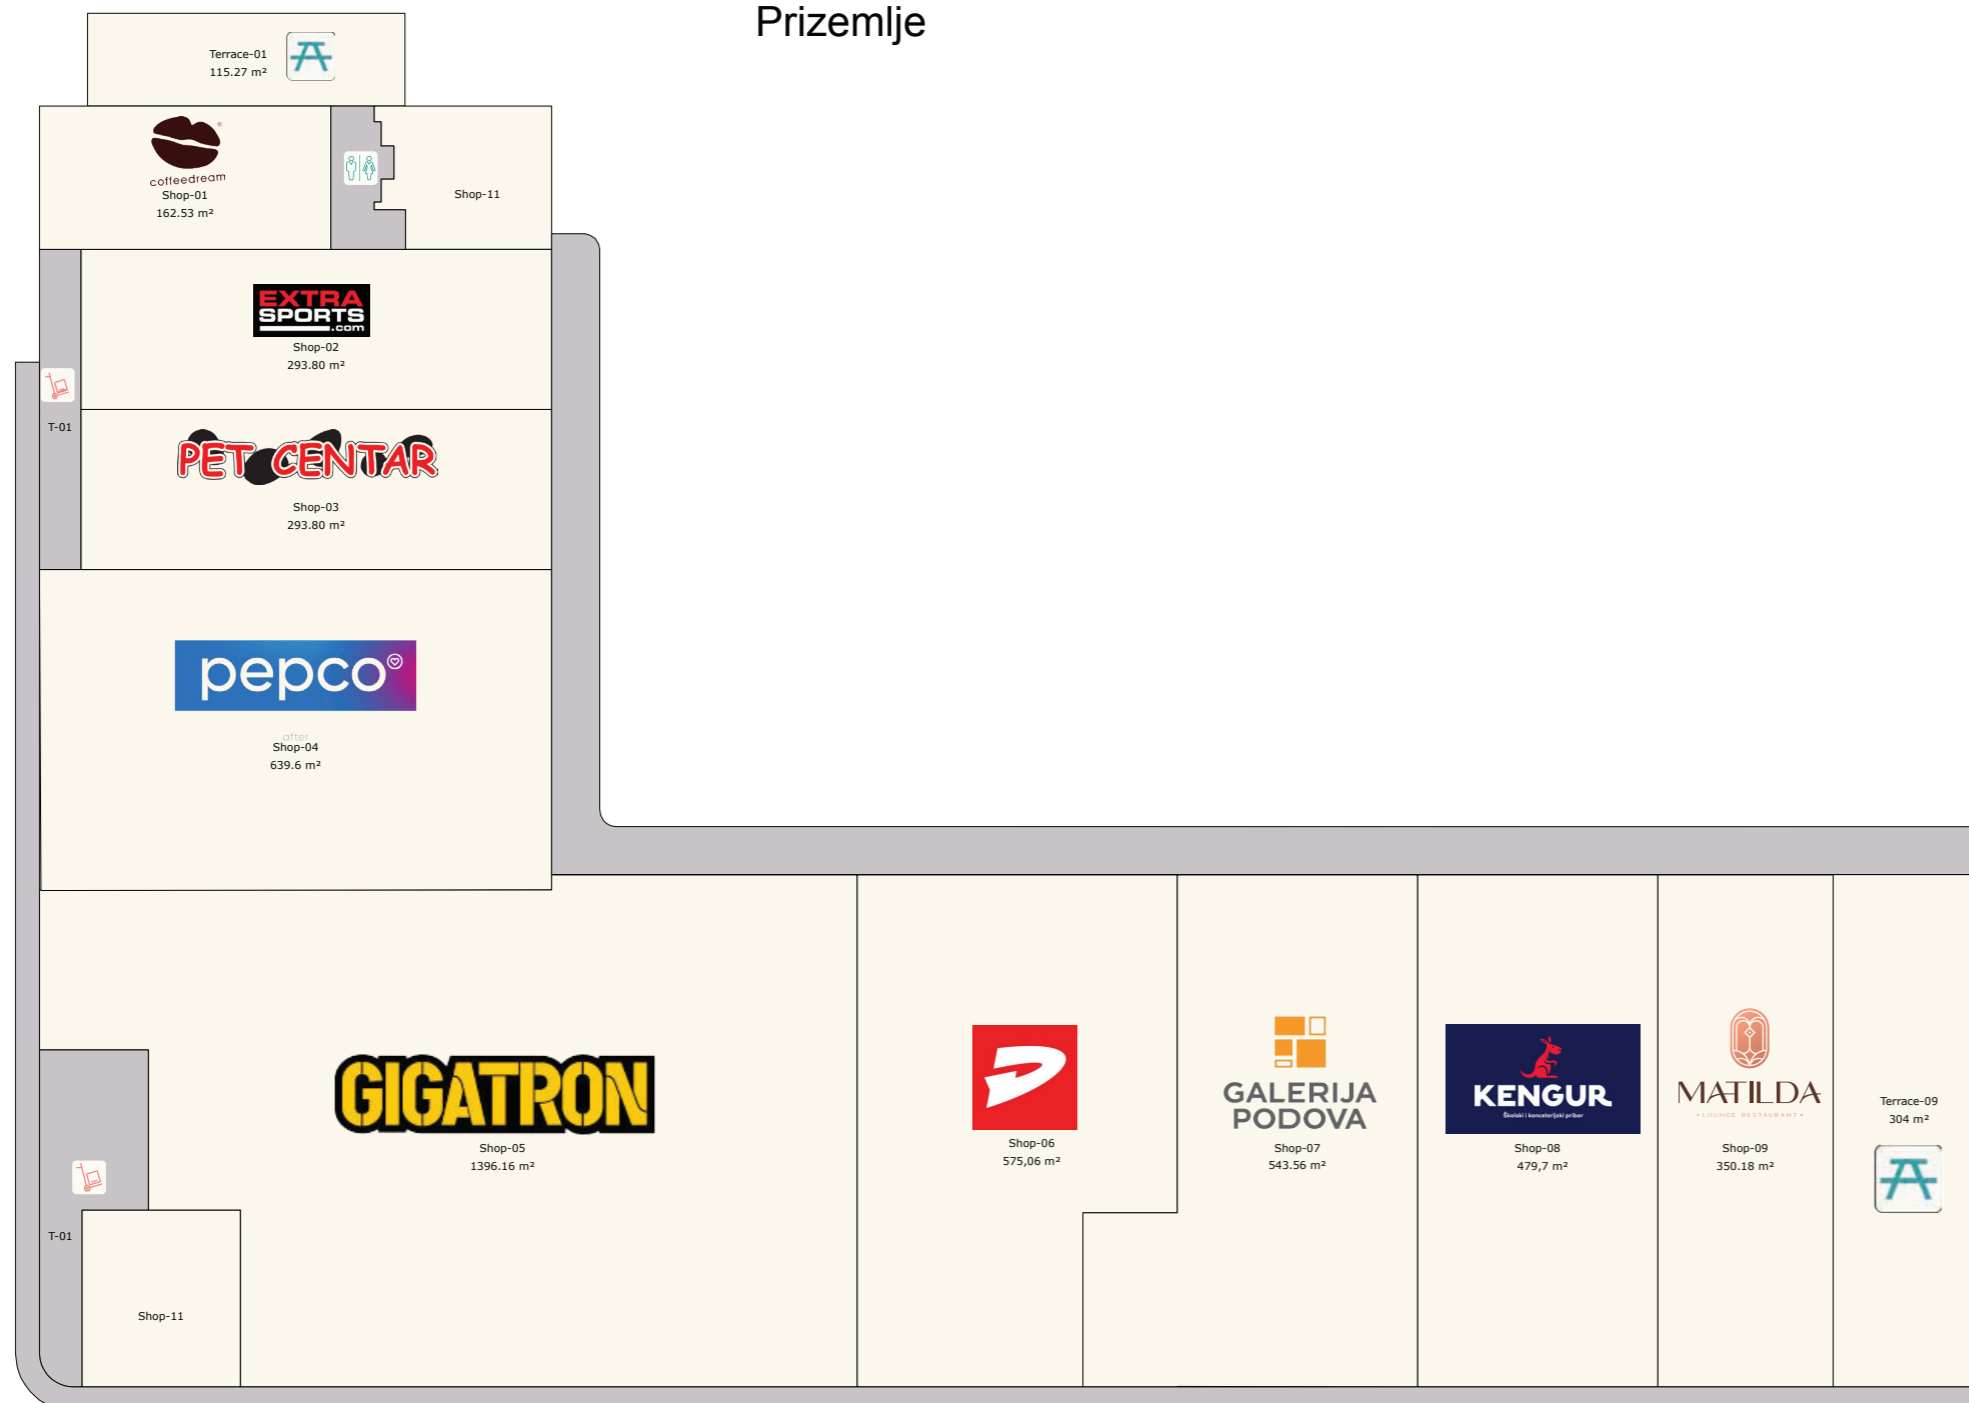 Prizemlje
Terrace-01
115.27 m²
coffeedream
Shop-01
162.53 m²
Shop-11
EXTRA
SPORTS
.com
Shop-02
293.80 m²
T-01
PET CENTAR
Shop-03
293.80 m²
pepco
after
Shop-04
639.6 m²
GIGATRON
Shop-05
1396.16 m²
Shop-06
575,06 m²
GALERIJA
PODOVA
Shop-07
543.56 m²
KENGUR
Školski i kancelarijski pribor
Shop-08
479,7 m²
MATILDA
• LOUNGE RESTAURANT •
Shop-09
350.18 m²
Terrace-09
304 m²
T-01
Shop-11